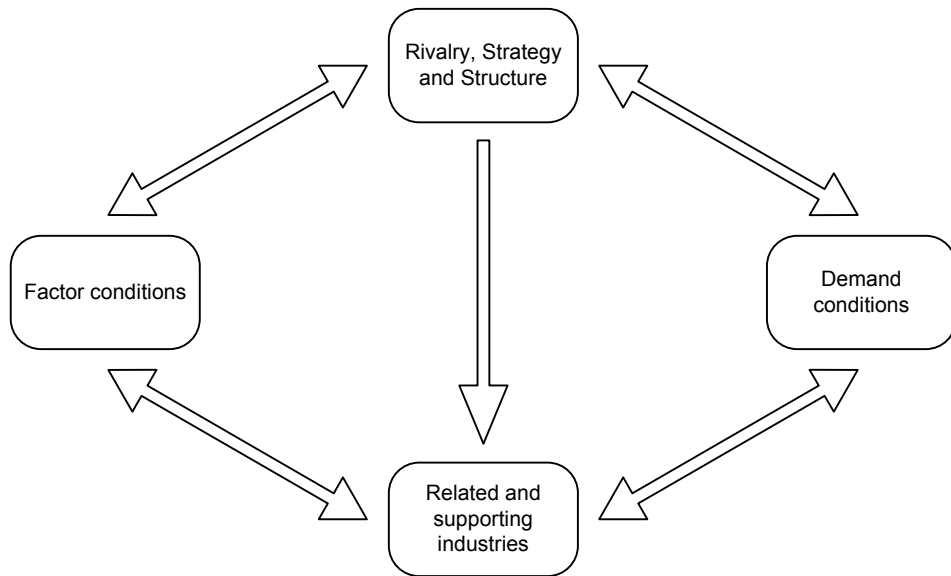 Rivalry, Strategy
and Structure
Factor conditions
Demand
conditions
Related and
supporting
industries